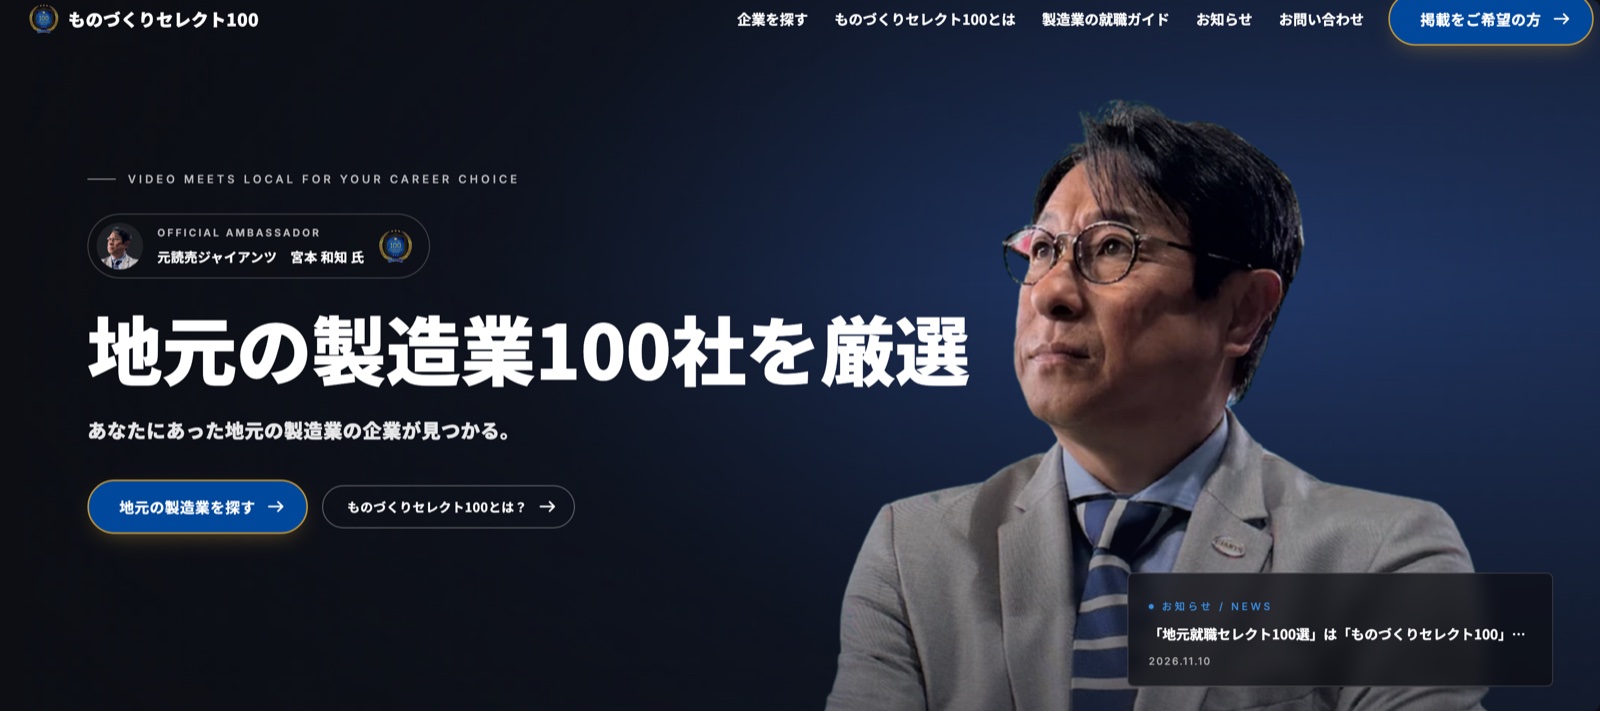 ものづくりセレクト100
企業を探す
ものづくりセレクト100とは
製造業の就職ガイド
お知らせ
お問い合わせ
掲載をご希望の方 →
VIDEO MEETS LOCAL FOR YOUR CAREER CHOICE
OFFICIAL AMBASSADOR
元読売ジャイアンツ 宮本 和知 氏
100
地元の製造業100社を厳選
あなたにあった地元の製造業の企業が見つかる。
地元の製造業を探す →
ものづくりセレクト100とは? →
お知らせ / NEWS
「地元就職セレクト100選」は「ものづくりセレクト100」…
2026.11.10